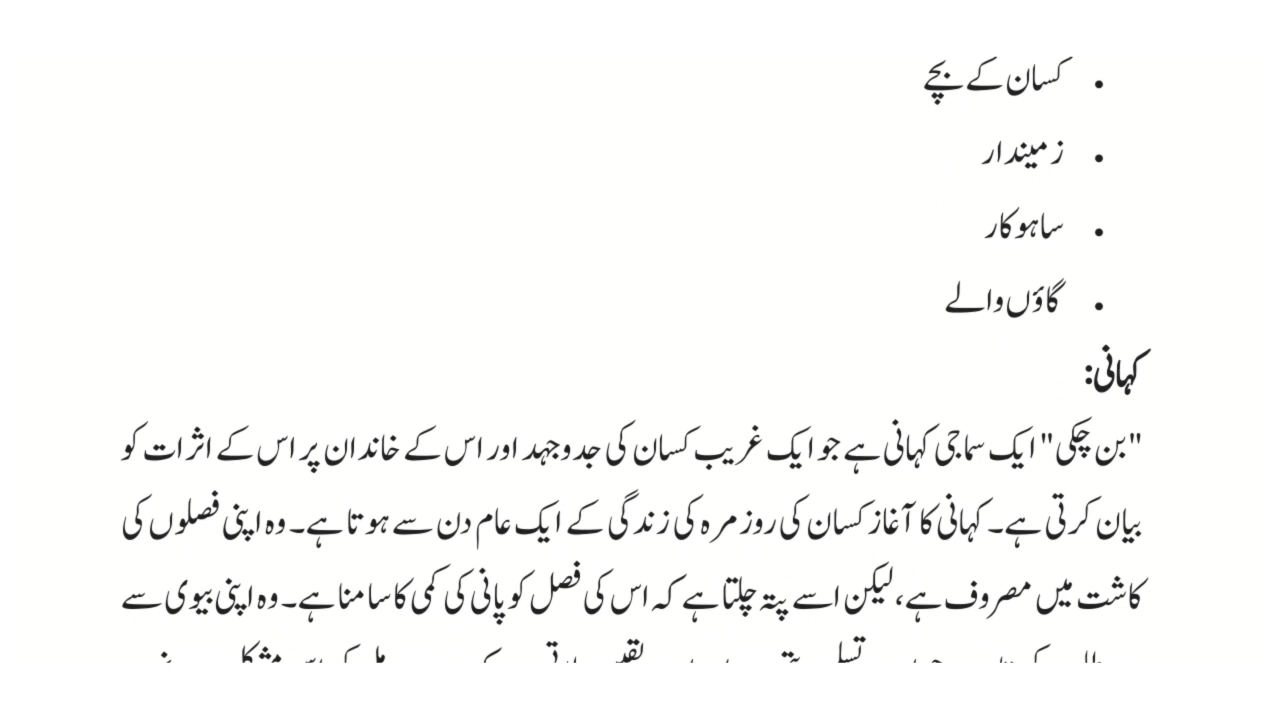 • کسان کے بچے
• زمیندار
• ساہوکار
• گاؤں والے
کہانی:
"بن چکی" ایک سماجی کہانی ہے جو ایک غریب کسان کی جدوجہد اور اس کے خاندان پر اس کے اثرات کو
بیان کرتی ہے۔ کہانی کا آغاز کسان کی روز مرہ کی زندگی کے ایک عام دن سے ہوتا ہے۔ وہ اپنی فصلوں کی
کاشت میں مصروف ہے، لیکن اسے پتہ چلتا ہے کہ اس کی فصل کو پانی کی کمی کا سامنا ہے۔ وہ اپنی بیوی سے